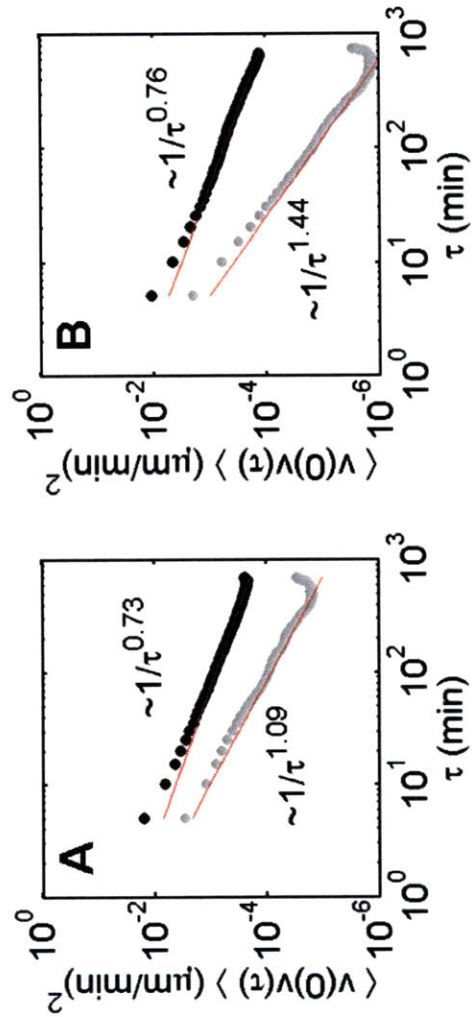 A
10^0
10^-2
10^-4
10^-6
⟨ v(0)v(τ) ⟩ (μm/min)^2
~1/τ^0.73
~1/τ^1.09
10^0 10^1 10^2 10^3
τ (min)
B
10^0
10^-2
10^-4
10^-6
⟨ v(0)v(τ) ⟩ (μm/min)^2
~1/τ^0.76
~1/τ^1.44
10^0 10^1 10^2 10^3
τ (min)